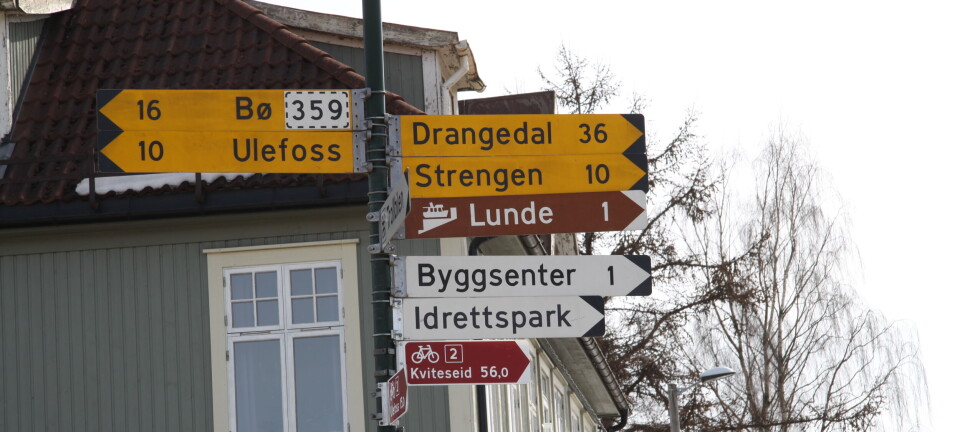 16 Bø 359
10 Ulefoss
Drangedal 36
Strengen 10
Lunde 1
Byggsenter 1
Idrettspark
2
Kviteseid 56,0